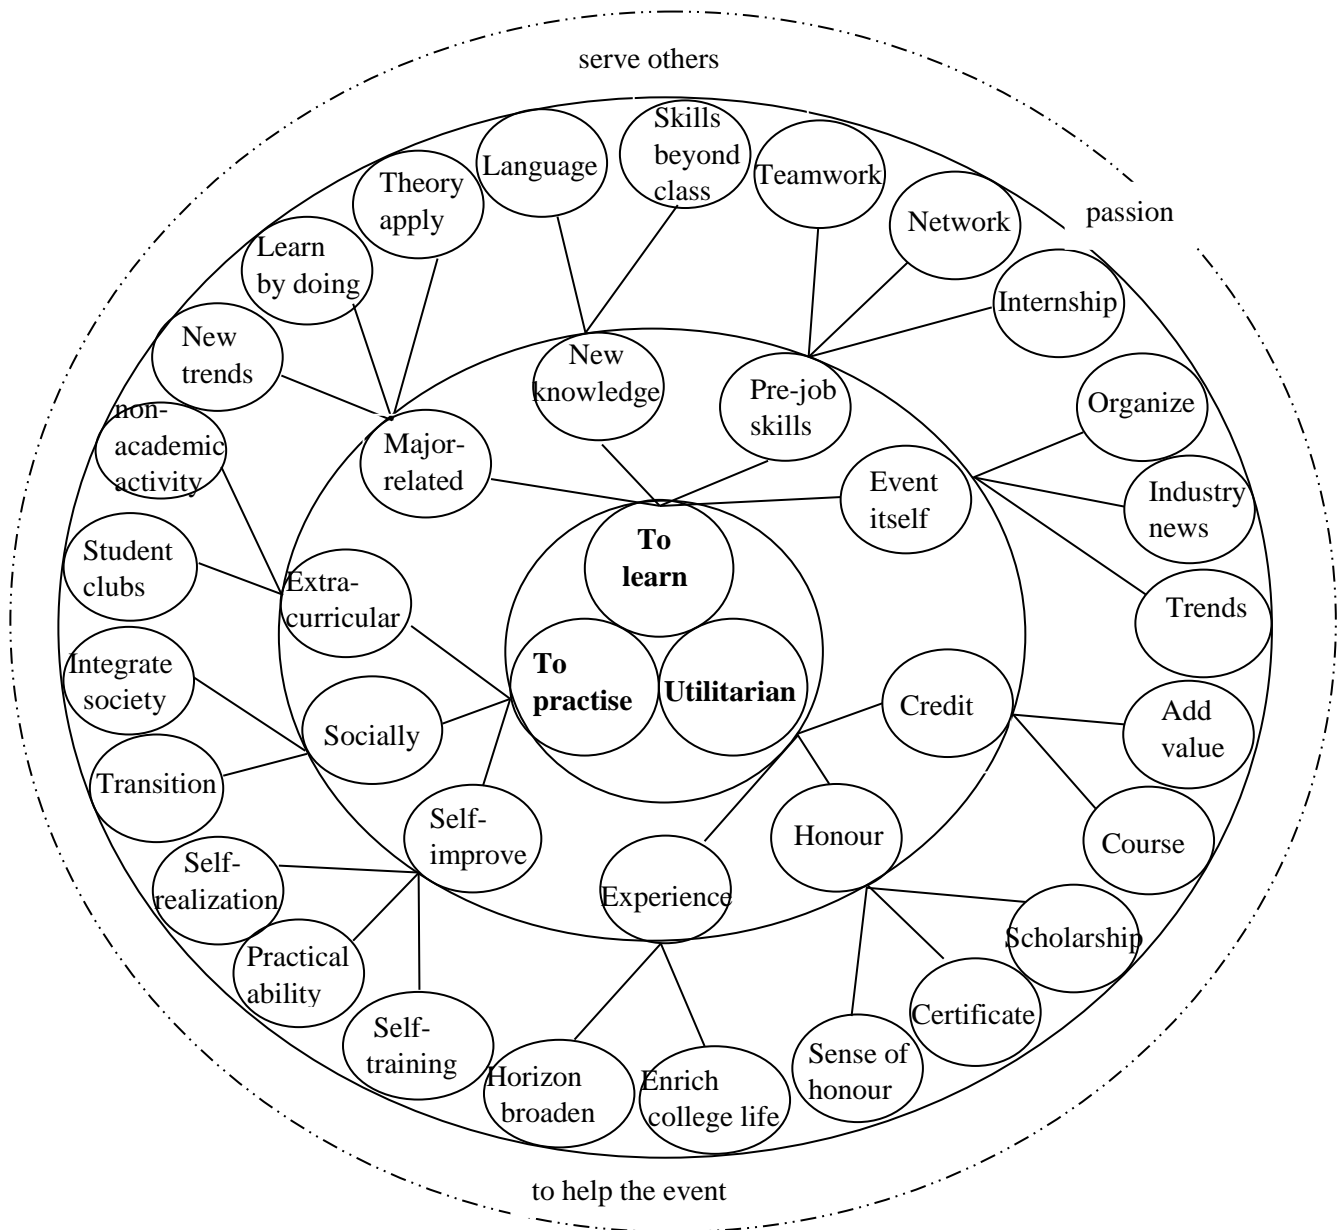 serve others
passion
Skills
beyond
class
Language
Teamwork
Theory
apply
Network
Learn
by doing
Internship
New
trends
New
knowledge
Pre-job
skills
Organize
non-
academic
activity
Major-
related
Event
itself
Industry
news
Student
clubs
Extra-
curricular
To
learn
Trends
Integrate
society
To
practise
Utilitarian
Credit
Add
value
Socially
Transition
Self-
improve
Honour
Course
Self-
realization
Experience
Scholarship
Practical
ability
Certificate
Self-
training
Sense of
honour
Horizon
broaden
Enrich
college life
to help the event